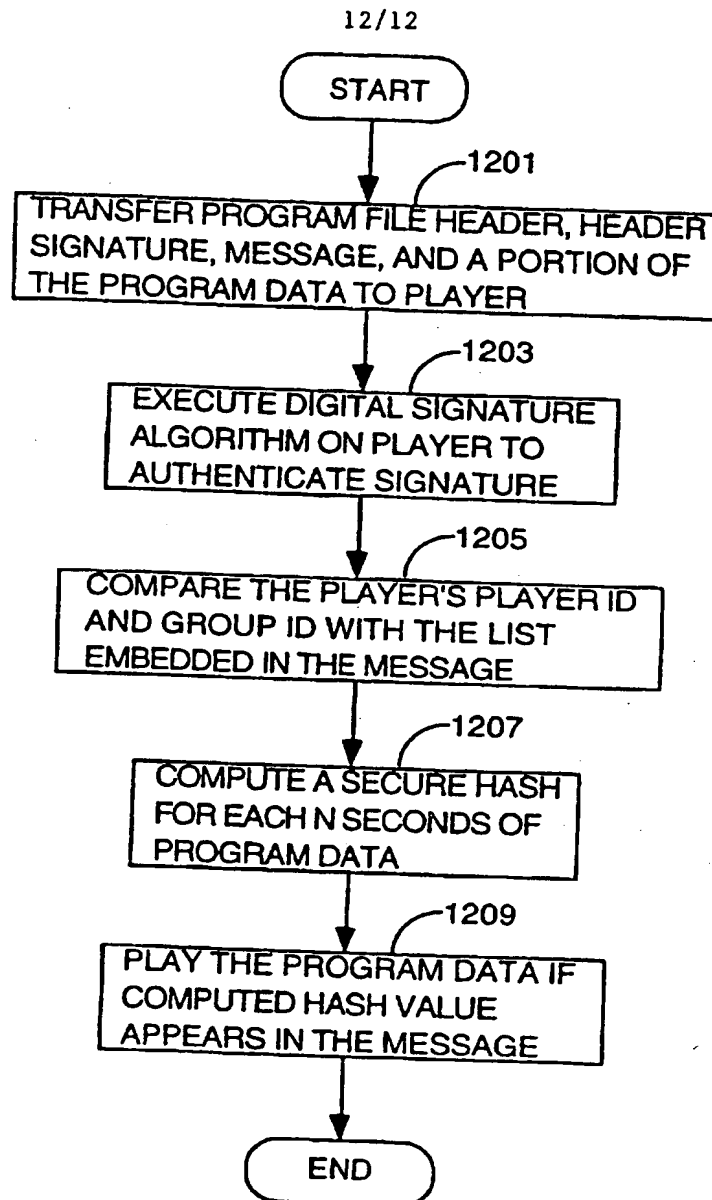 12/12
START
1201
TRANSFER PROGRAM FILE HEADER, HEADER
SIGNATURE, MESSAGE, AND A PORTION OF
THE PROGRAM DATA TO PLAYER
1203
EXECUTE DIGITAL SIGNATURE
ALGORITHM ON PLAYER TO
AUTHENTICATE SIGNATURE
1205
COMPARE THE PLAYER'S PLAYER ID
AND GROUP ID WITH THE LIST
EMBEDDED IN THE MESSAGE
1207
COMPUTE A SECURE HASH
FOR EACH N SECONDS OF
PROGRAM DATA
1209
PLAY THE PROGRAM DATA IF
COMPUTED HASH VALUE
APPEARS IN THE MESSAGE
END